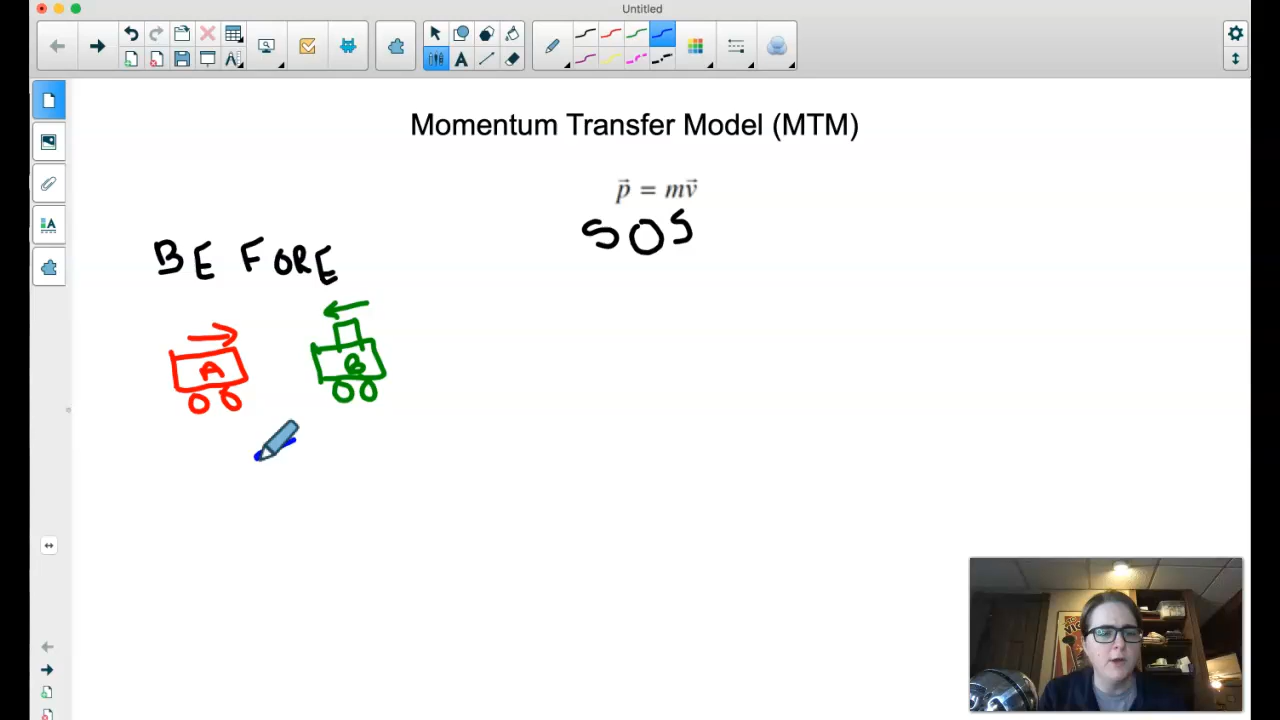 Untitled
Momentum Transfer Model (MTM)
p⃗ = mv⃗
SOS
BEFORE
A B